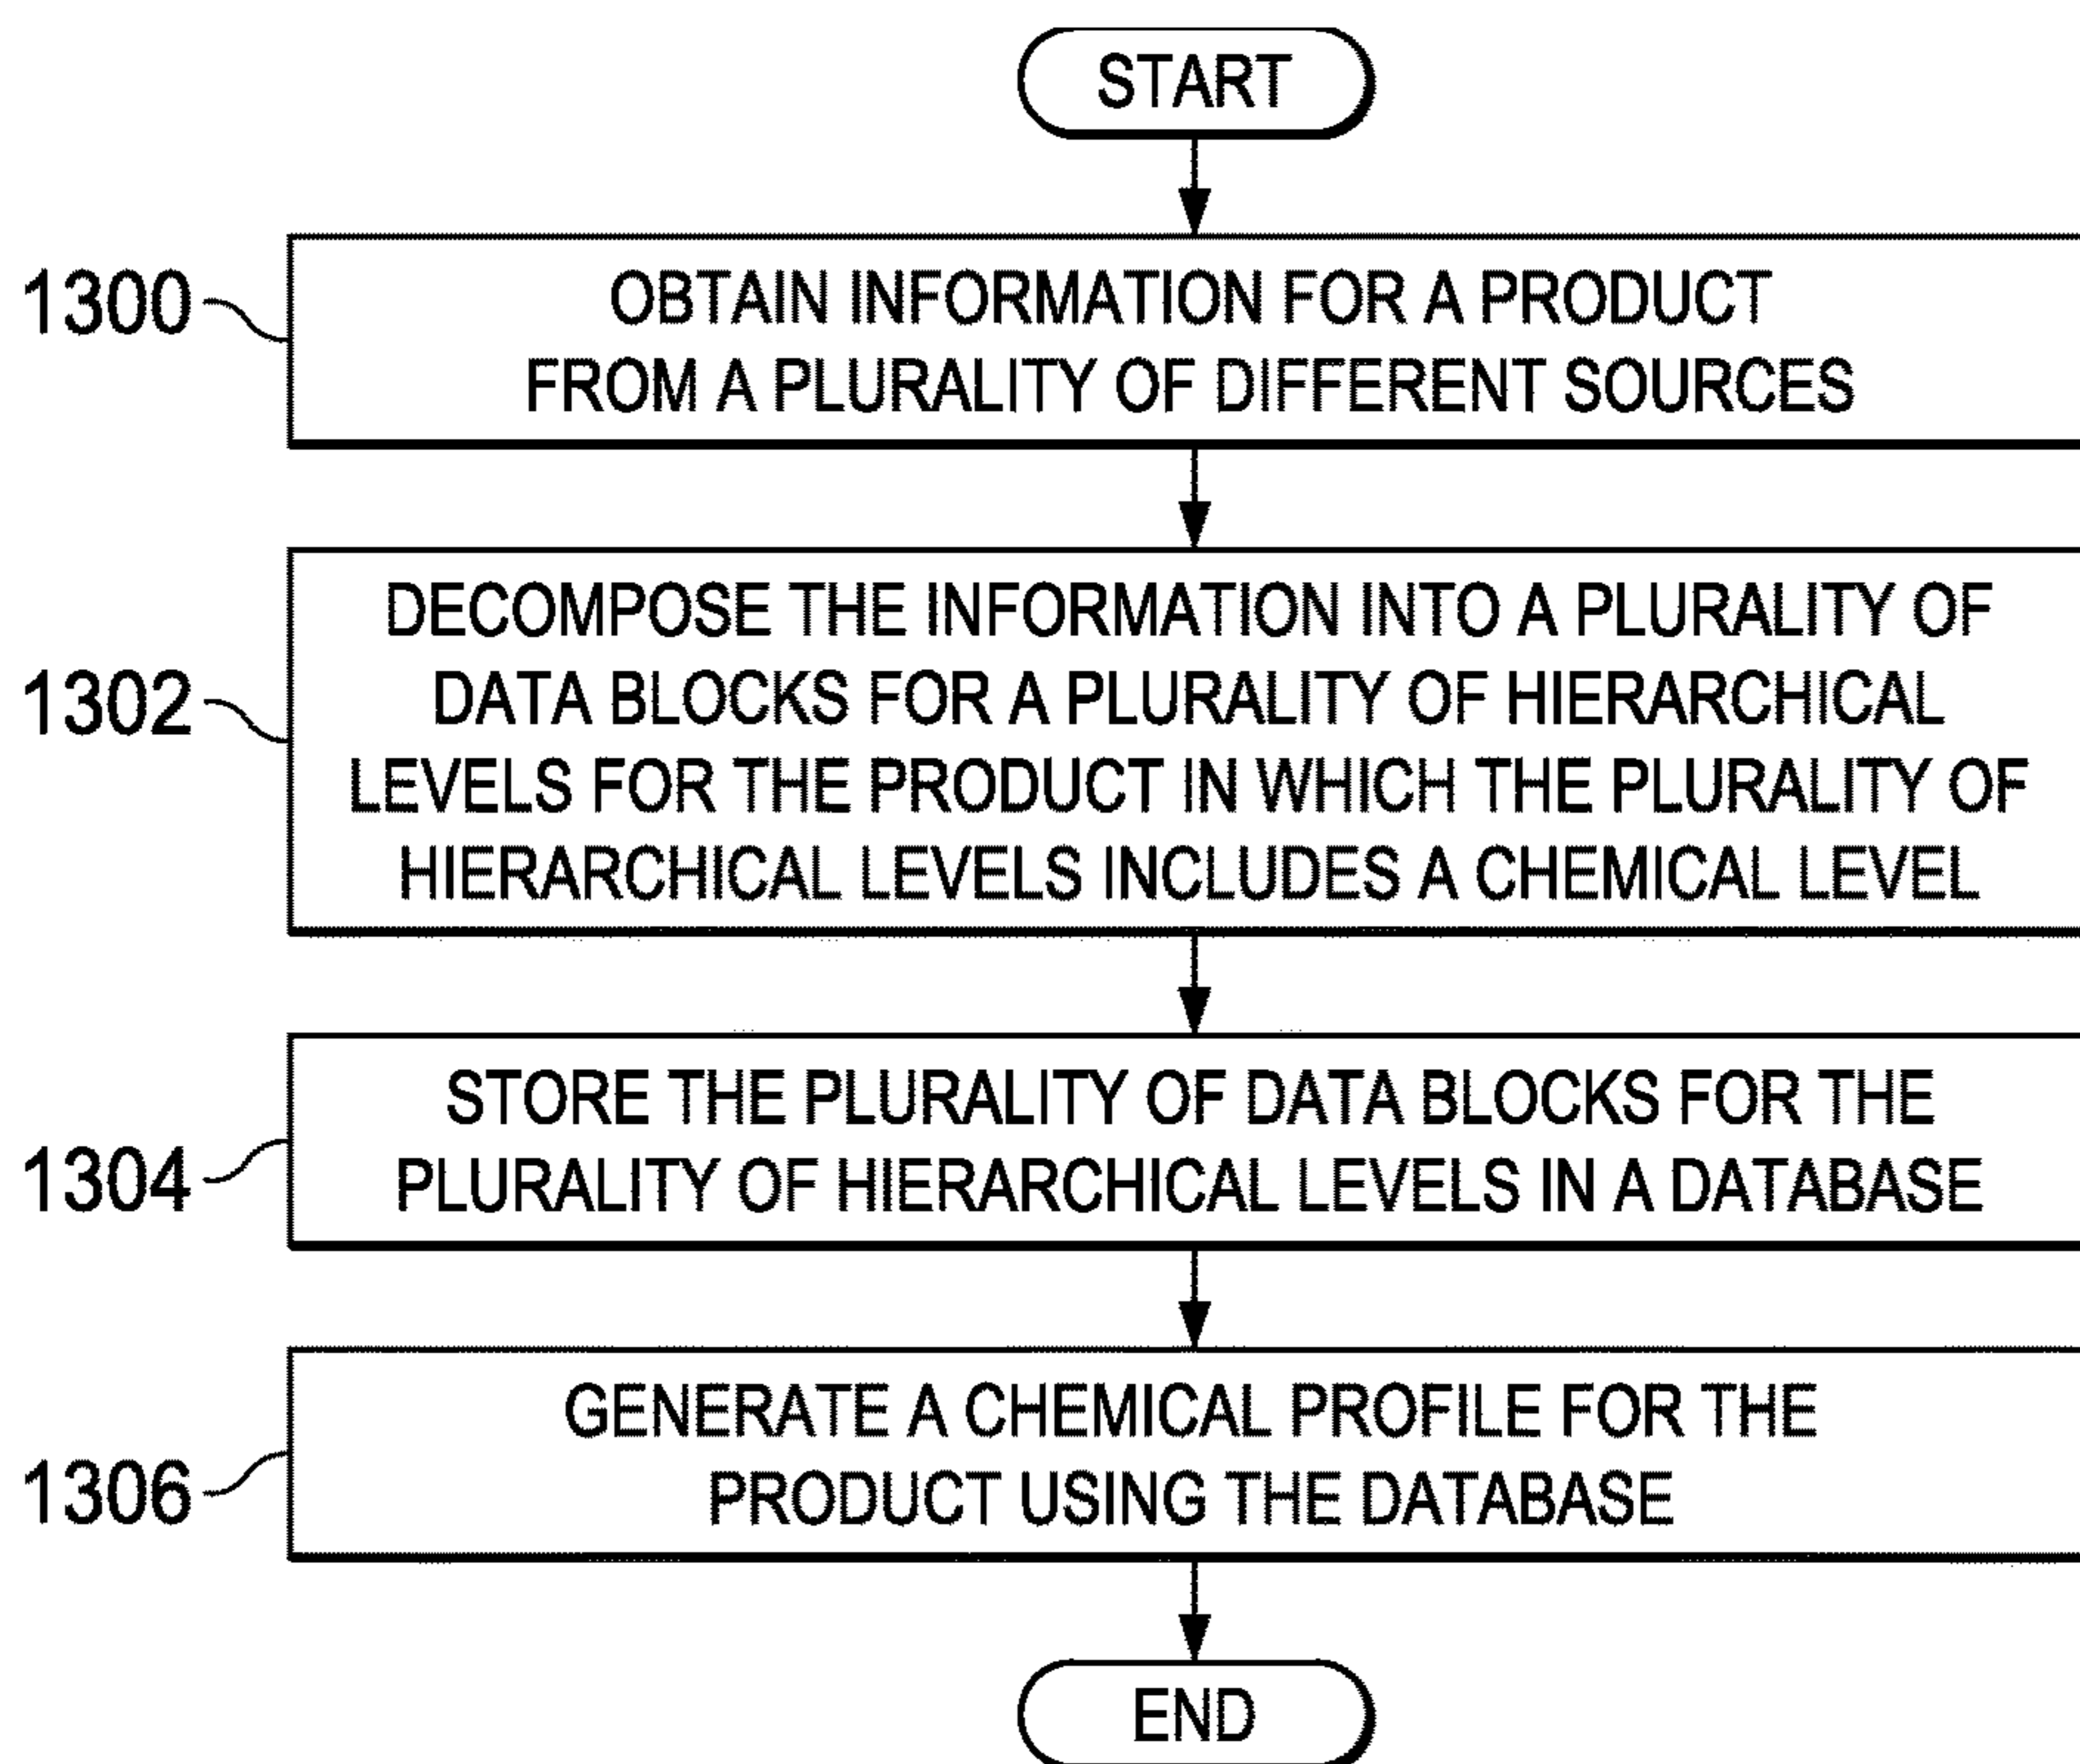 START
1300
OBTAIN INFORMATION FOR A PRODUCT
FROM A PLURALITY OF DIFFERENT SOURCES
1302
DECOMPOSE THE INFORMATION INTO A PLURALITY OF
DATA BLOCKS FOR A PLURALITY OF HIERARCHICAL
LEVELS FOR THE PRODUCT IN WHICH THE PLURALITY OF
HIERARCHICAL LEVELS INCLUDES A CHEMICAL LEVEL
1304
STORE THE PLURALITY OF DATA BLOCKS FOR THE
PLURALITY OF HIERARCHICAL LEVELS IN A DATABASE
1306
GENERATE A CHEMICAL PROFILE FOR THE
PRODUCT USING THE DATABASE
END